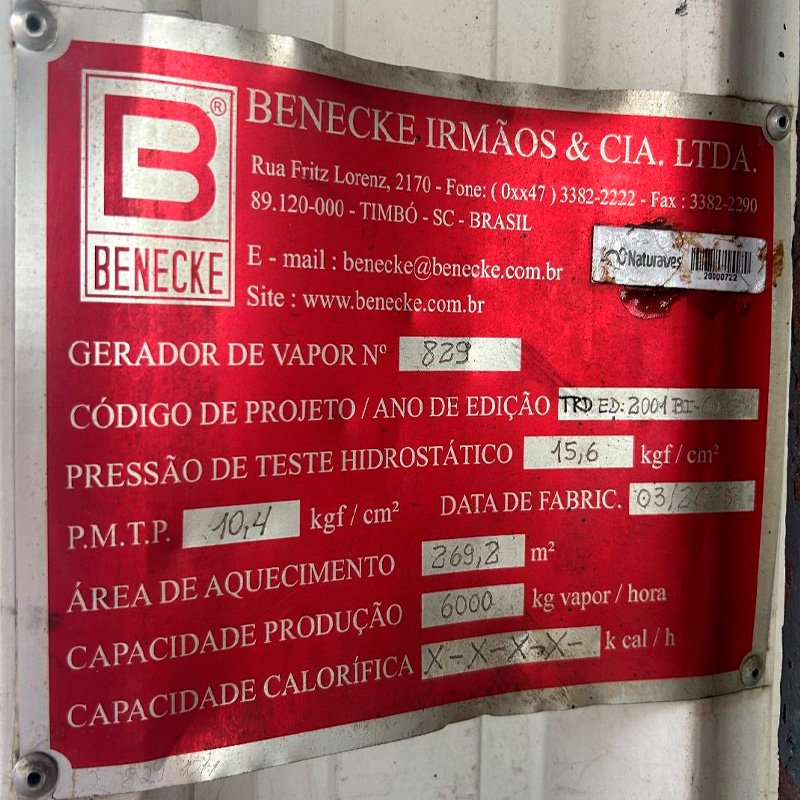 B ®
BENECKE
BENECKE IRMÃOS & CIA. LTDA.
Rua Fritz Lorenz, 2170 - Fone: ( 0xx47 ) 3382-2222 - Fax : 3382-2290
89.120-000 - TIMBÓ - SC - BRASIL
E - mail : benecke@benecke.com.br
Site : www.benecke.com.br
Naturaves
20000722
GERADOR DE VAPOR Nº 829
CÓDIGO DE PROJETO / ANO DE EDIÇÃO TRD ED: 2001
PRESSÃO DE TESTE HIDROSTÁTICO 15,6 kgf / cm²
P.M.T.P. 10,4 kgf / cm² DATA DE FABRIC. 03/
ÁREA DE AQUECIMENTO 269,2 m²
CAPACIDADE PRODUÇÃO 6000 kg vapor / hora
CAPACIDADE CALORÍFICA X-X-X-X- k cal / h